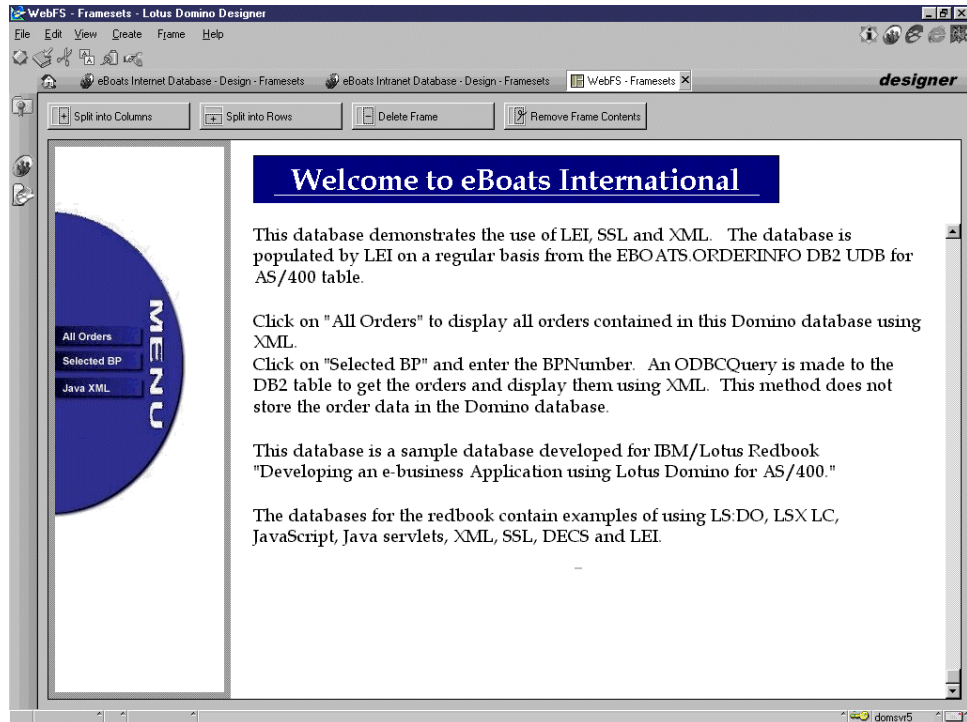 WebFS - Framesets - Lotus Domino Designer
File Edit View Create Frame Help
eBoats Internet Database - Design - Framesets eBoats Intranet Database - Design - Framesets WebFS - Framesets designer
Split into Columns Split into Rows Delete Frame Remove Frame Contents
Welcome to eBoats International
This database demonstrates the use of LEI, SSL and XML. The database is
populated by LEI on a regular basis from the EBOATS.ORDERINFO DB2 UDB for
AS/400 table.
Click on "All Orders" to display all orders contained in this Domino database using
XML.
Click on "Selected BP" and enter the BPNumber. An ODBCQuery is made to the
DB2 table to get the orders and display them using XML. This method does not
store the order data in the Domino database.
This database is a sample database developed for IBM/Lotus Redbook
"Developing an e-business Application using Lotus Domino for AS/400."
The databases for the redbook contain examples of using LS:DO, LSX LC,
JavaScript, Java servlets, XML, SSL, DECS and LEI.
MENU
All Orders
Selected BP
Java XML
domsvr5